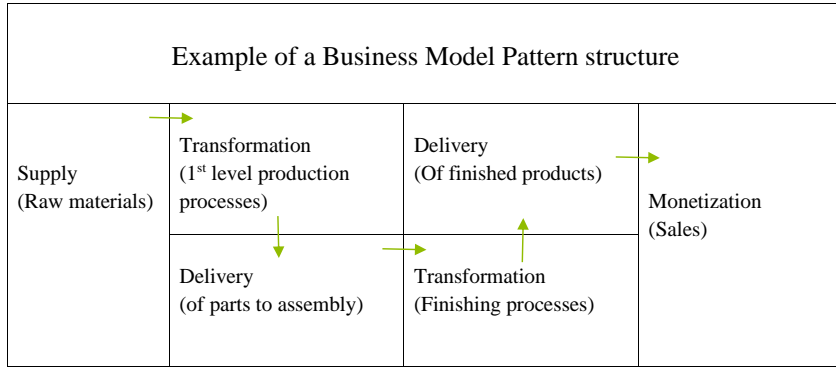 Example of a Business Model Pattern structure
Supply
(Raw materials)
Transformation
(1st level production
processes)
Delivery
(of parts to assembly)
Delivery
(Of finished products)
Transformation
(Finishing processes)
Monetization
(Sales)